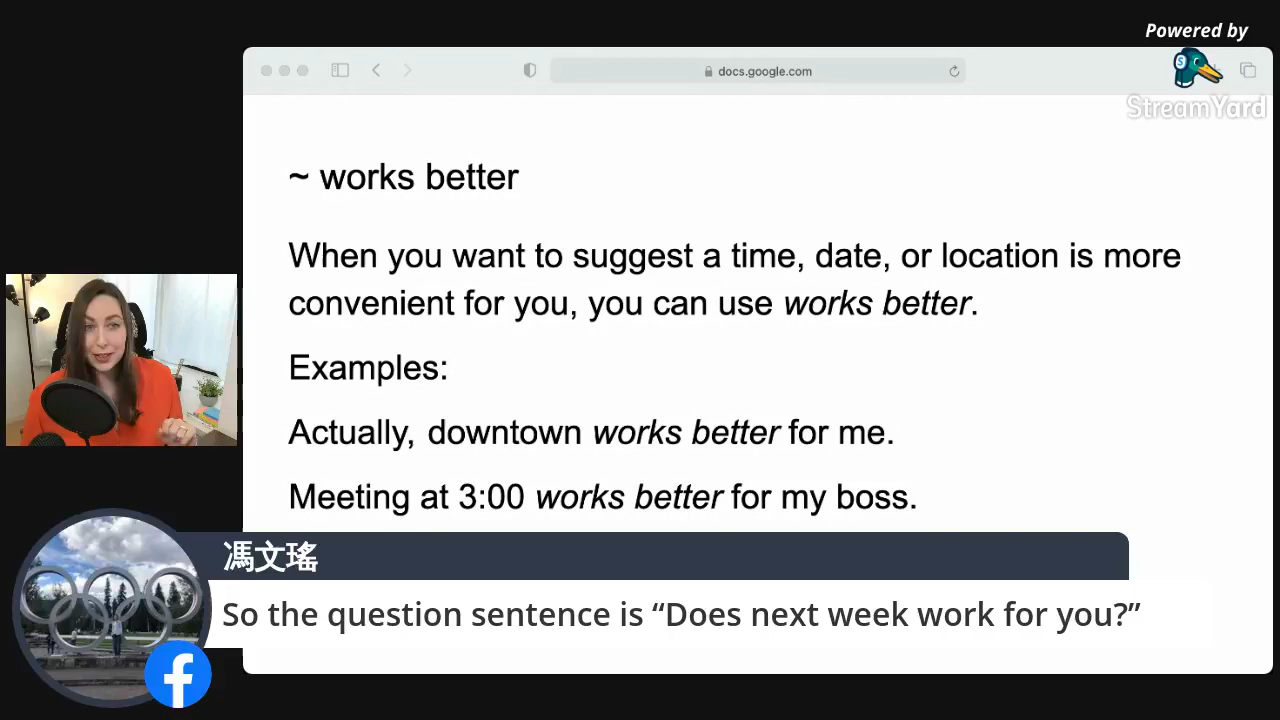 Powered by
docs.google.com
StreamYard
~ works better
When you want to suggest a time, date, or location is more
convenient for you, you can use works better.
Examples:
Actually, downtown works better for me.
Meeting at 3:00 works better for my boss.
馮文瑤
So the question sentence is “Does next week work for you?”